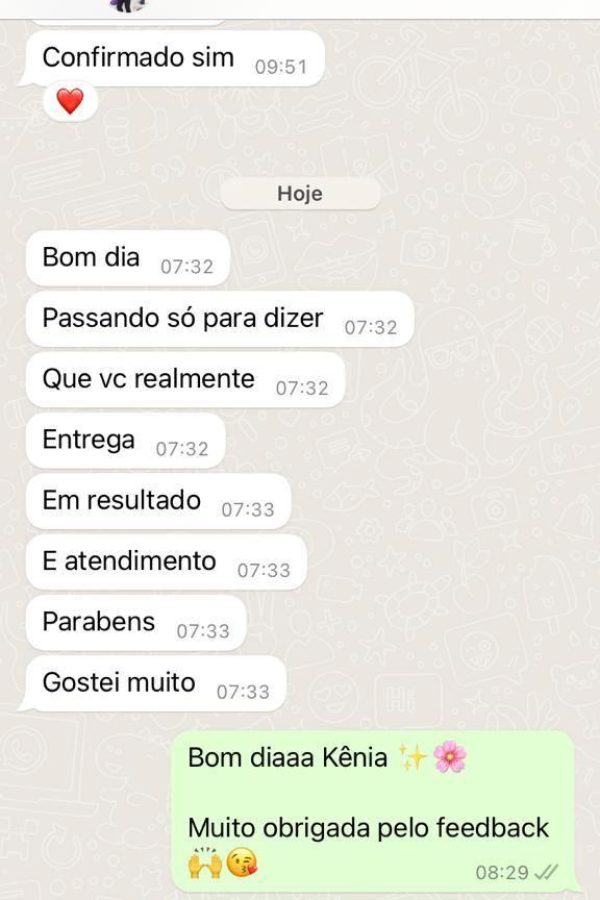 Confirmado sim 09:51
❤️
Hoje
Bom dia 07:32
Passando só para dizer 07:32
Que vc realmente 07:32
Entrega 07:32
Em resultado 07:33
E atendimento 07:33
Parabens 07:33
Gostei muito 07:33
Bom diaaa Kênia ✨🌸
Muito obrigada pelo feedback
🙌😘 08:29